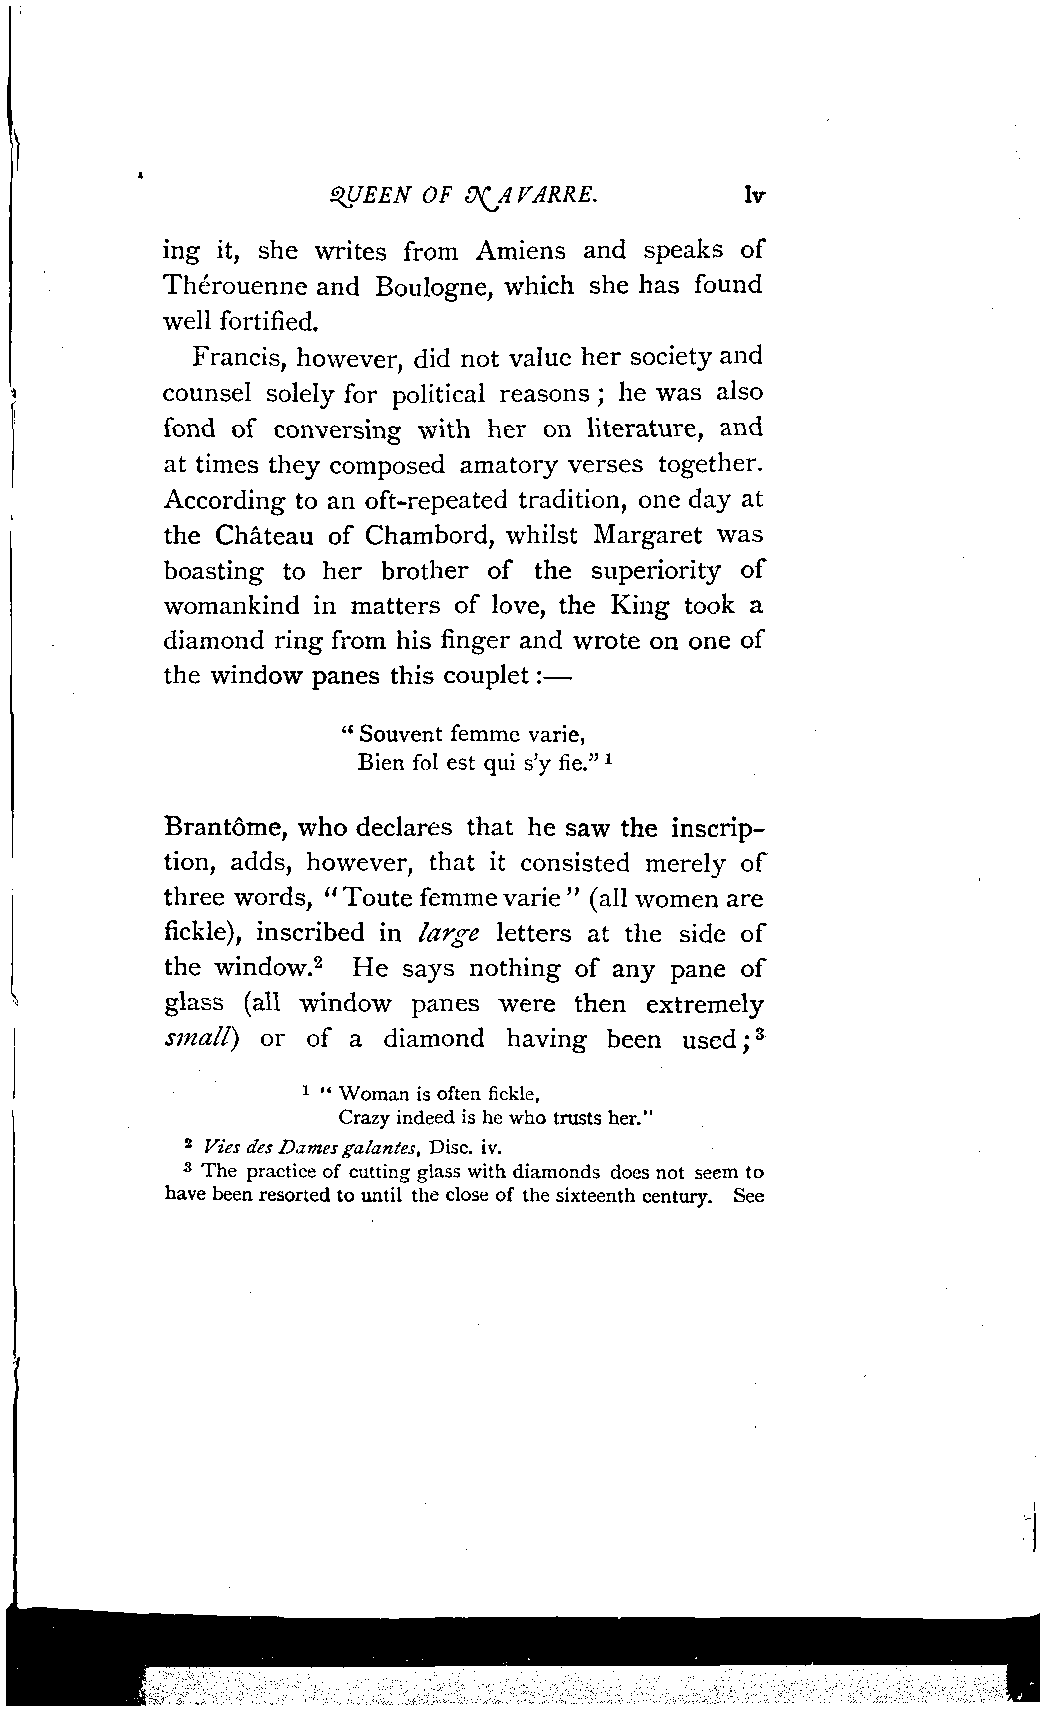 QUEEN OF NAVARRE. lv
ing it, she writes from Amiens and speaks of
Thérouenne and Boulogne, which she has found
well fortified.
Francis, however, did not value her society and
counsel solely for political reasons ; he was also
fond of conversing with her on literature, and
at times they composed amatory verses together.
According to an oft-repeated tradition, one day at
the Château of Chambord, whilst Margaret was
boasting to her brother of the superiority of
womankind in matters of love, the King took a
diamond ring from his finger and wrote on one of
the window panes this couplet :—
“ Souvent femme varie,
Bien fol est qui s’y fie.” 1
Brantôme, who declares that he saw the inscrip-
tion, adds, however, that it consisted merely of
three words, “ Toute femme varie ” (all women are
fickle), inscribed in large letters at the side of
the window.2 He says nothing of any pane of
glass (all window panes were then extremely
small) or of a diamond having been used ; 3
1 “ Woman is often fickle,
Crazy indeed is he who trusts her.”
2 Vies des Dames galantes, Disc. iv.
3 The practice of cutting glass with diamonds does not seem to
have been resorted to until the close of the sixteenth century. See